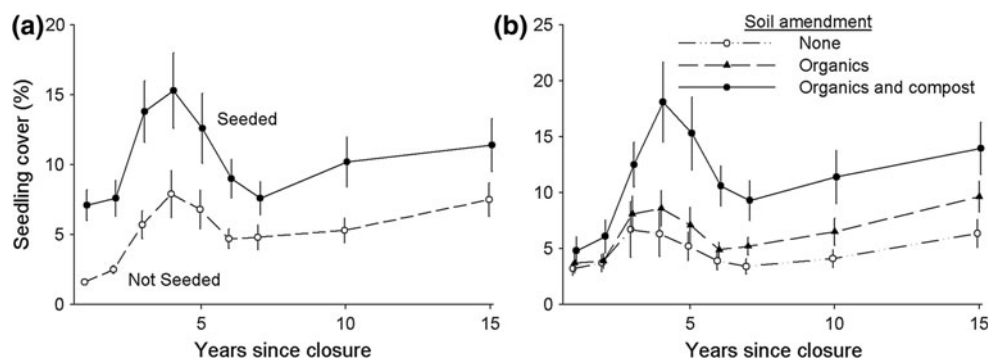 (a)
20
15
10
5
0
Seedling cover (%)
Seeded
Not Seeded
5
10
15
Years since closure
(b)
25
20
15
10
5
0
Soil amendment
None
Organics
Organics and compost
5
10
15
Years since closure